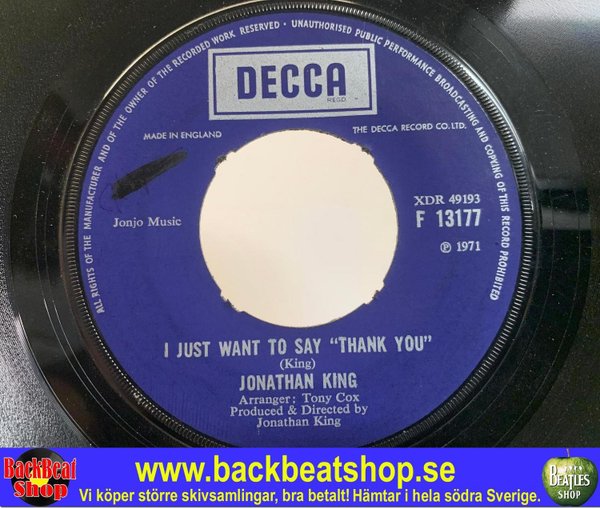 ALL RIGHTS OF THE MANUFACTURER AND OF THE OWNER OF THE RECORDED WORK RESERVED · UNAUTHORISED PUBLIC PERFORMANCE BROADCASTING AND COPYING OF THIS RECORD PROHIBITED
DECCA
REGD
MADE IN ENGLAND
THE DECCA RECORD CO. LTD.
XDR 49193
Jonjo Music
F 13177
℗ 1971
I JUST WANT TO SAY "THANK YOU"
(King)
JONATHAN KING
Arranger: Tony Cox
Produced & Directed by
Jonathan King
BackBeat
Shop
www.backbeatshop.se
Vi köper större skivsamlingar, bra betalt! Hämtar i hela södra Sverige.
BEATLES
SHOP